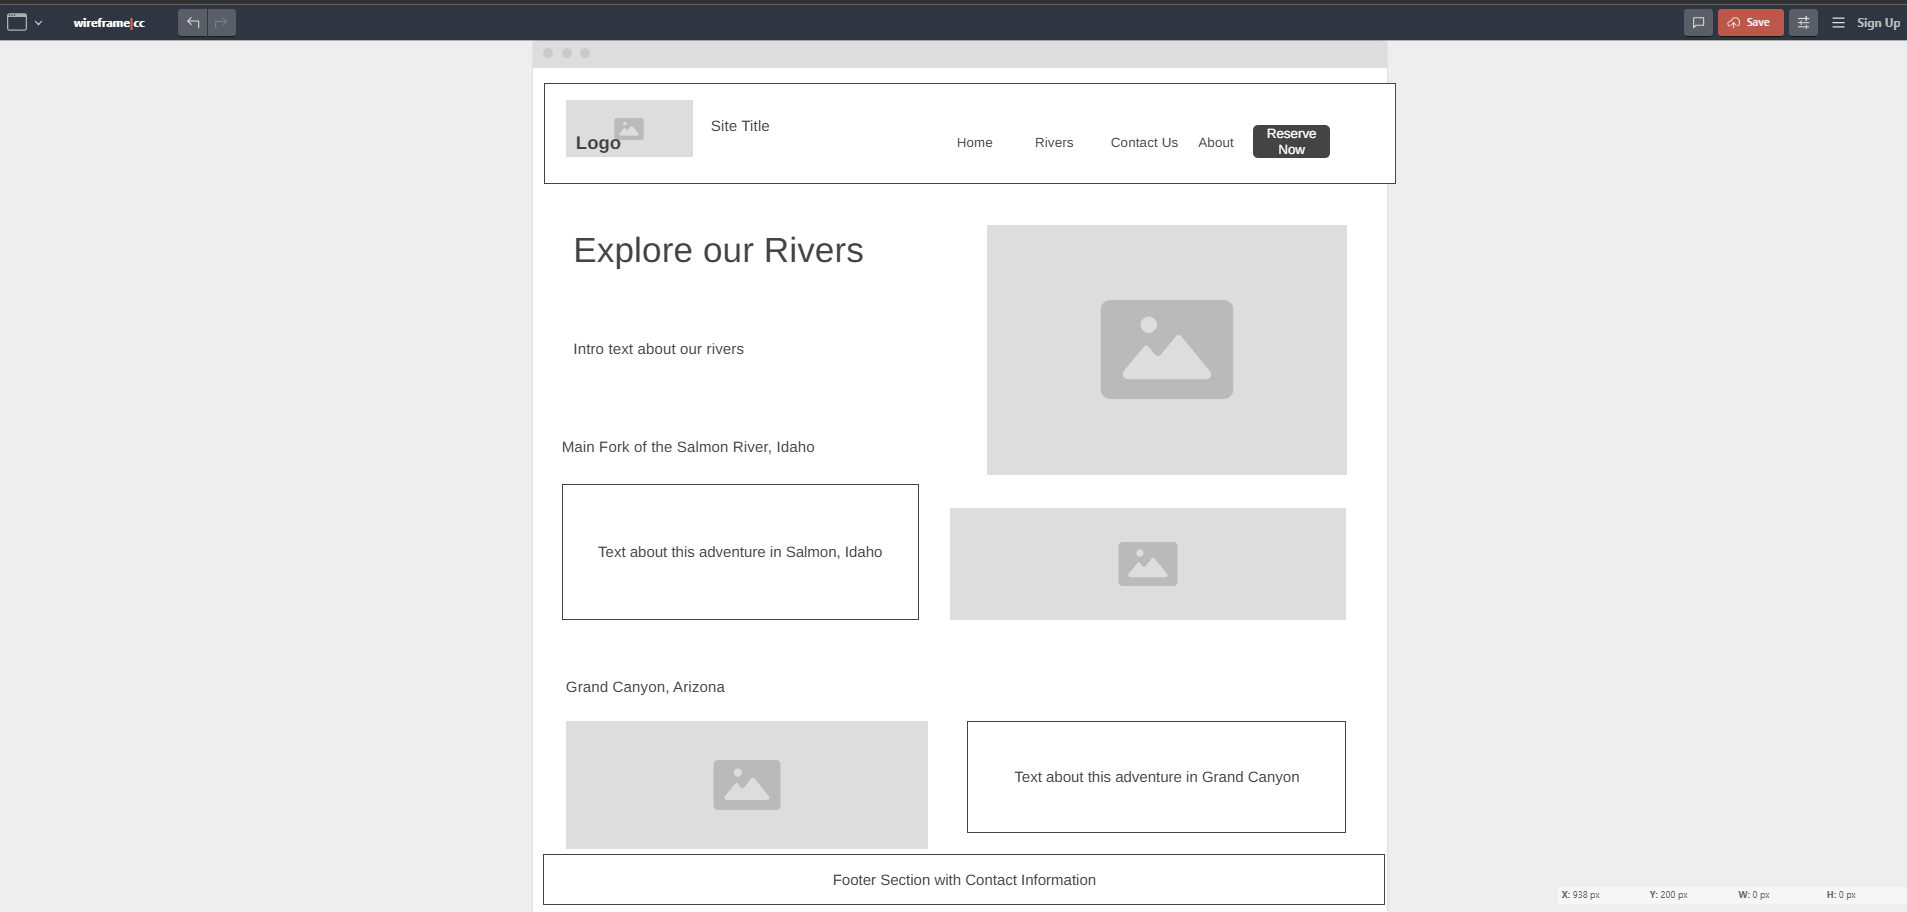 wireframe|cc
Save
Sign Up
Logo
Site Title
Home
Rivers
Contact Us
About
Reserve
Now
Explore our Rivers
Intro text about our rivers
Main Fork of the Salmon River, Idaho
Text about this adventure in Salmon, Idaho
Grand Canyon, Arizona
Text about this adventure in Grand Canyon
Footer Section with Contact Information
X: 938 px Y: 200 px W: 0 px H: 0 px